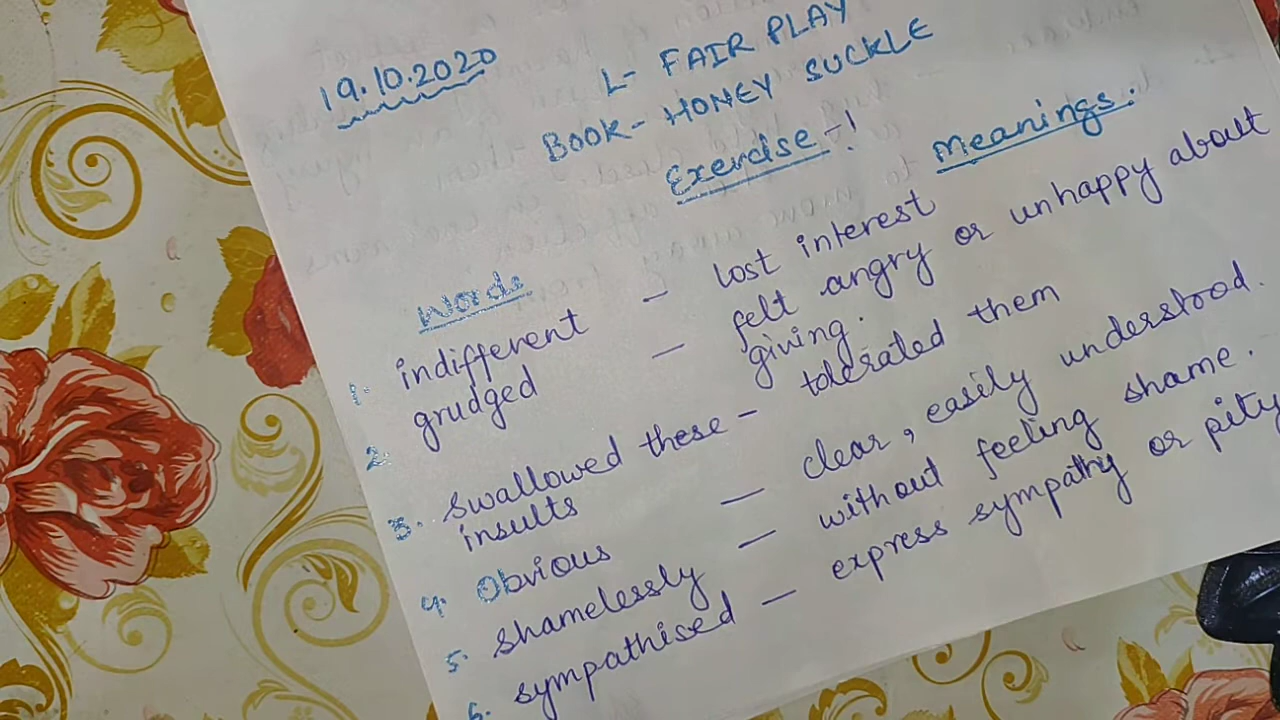 19.10.2020
L- FAIR PLAY
BOOK- HONEY SUCKLE
Exercise -!
Words Meanings.
1. indifferent - lost interest
2. grudged - felt angry or unhappy about
giving.
3. swallowed these - tolerated them
insults
4. Obvious - clear, easily understood.
5. shamelessly - without feeling shame.
6. sympathised - express sympathy or pity